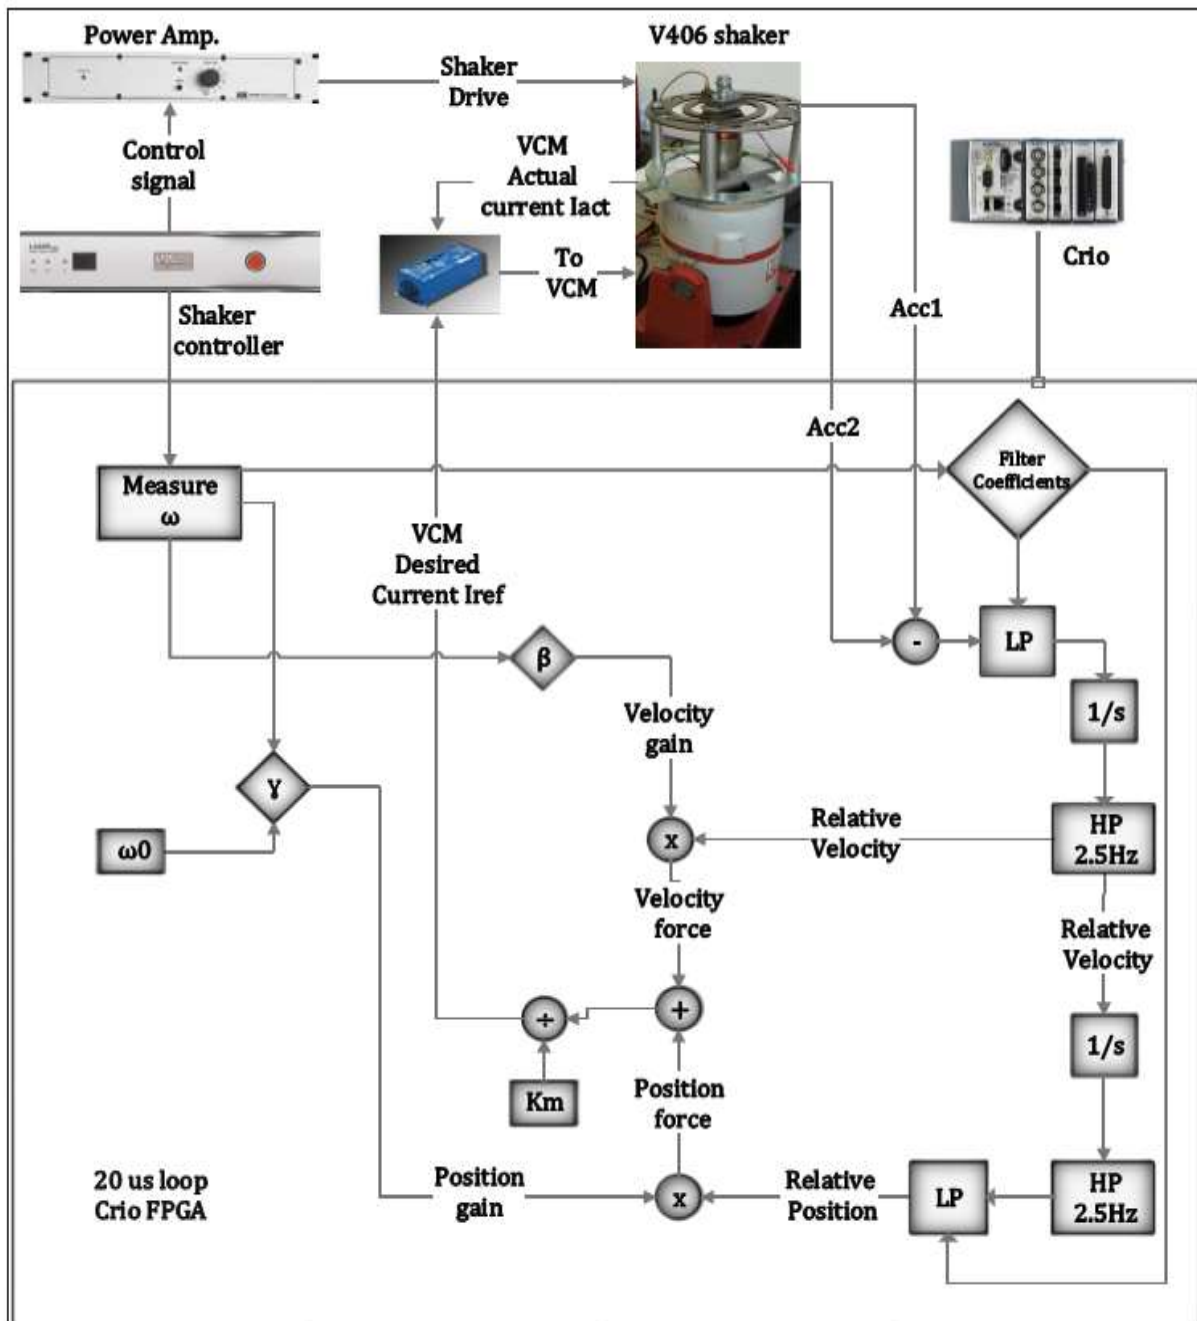 Power Amp.
V406 shaker
Shaker
Drive
Control
signal
VCM
Actual
current Iact
To
VCM
Crio
Shaker
controller
Acc1
Acc2
Measure
ω
Filter
Coefficients
VCM
Desired
Current Iref
-
LP
β
1/s
Velocity
gain
γ
ω0
x
Relative
Velocity
HP
2.5Hz
Velocity
force
Relative
Velocity
÷
+
1/s
Km
Position
force
20 us loop
Crio FPGA
Position
gain
x
Relative
Position
LP
HP
2.5Hz